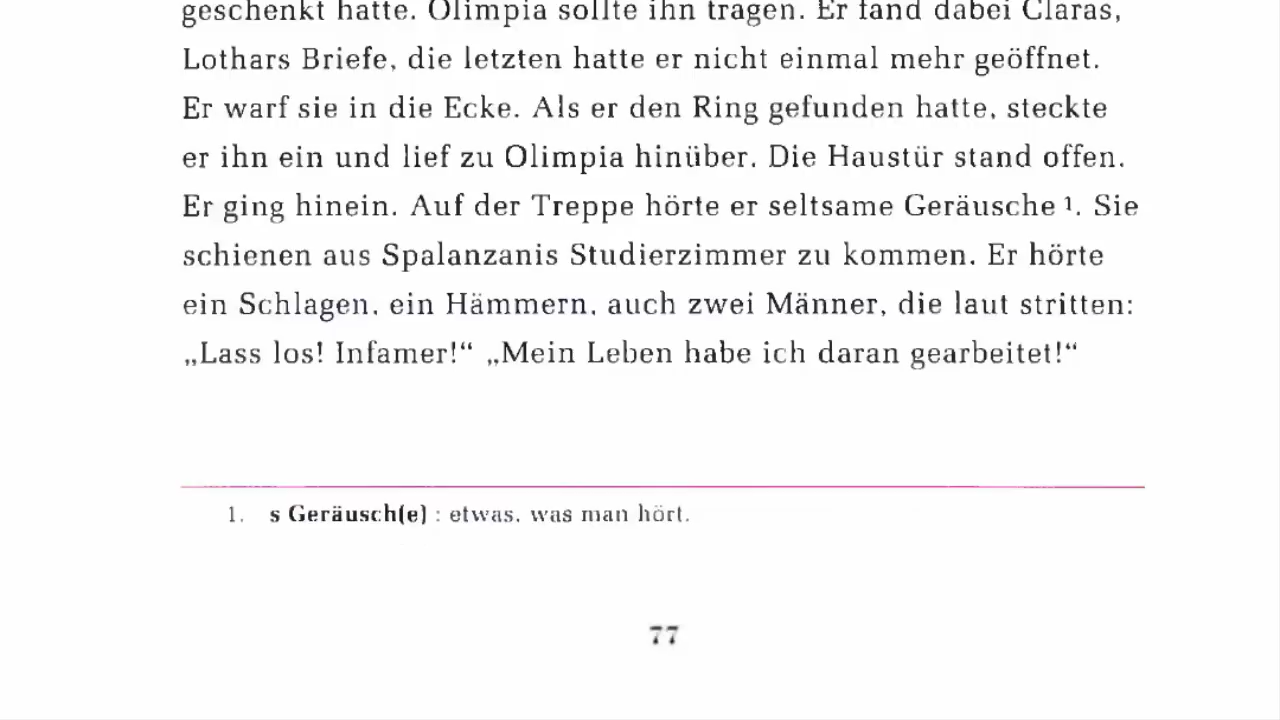 geschenkt hatte. Olimpia sollte ihn tragen. Er fand dabei Claras,
Lothars Briefe, die letzten hatte er nicht einmal mehr geöffnet.
Er warf sie in die Ecke. Als er den Ring gefunden hatte, steckte
er ihn ein und lief zu Olimpia hinüber. Die Haustür stand offen.
Er ging hinein. Auf der Treppe hörte er seltsame Geräusche ¹. Sie
schienen aus Spalanzanis Studierzimmer zu kommen. Er hörte
ein Schlagen, ein Hämmern, auch zwei Männer, die laut stritten:
„Lass los! Infamer!“ „Mein Leben habe ich daran gearbeitet!“
1. s Geräusch(e) : etwas, was man hört.
77